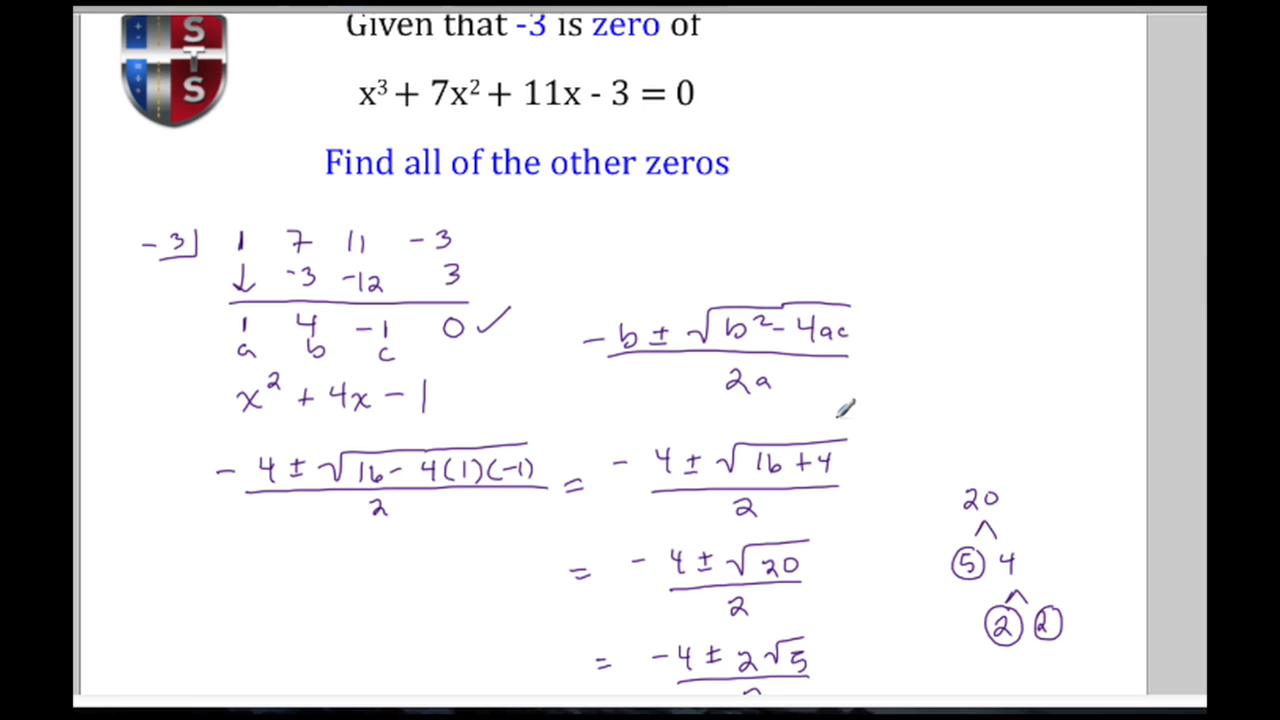 STS
Given that -3 is zero of
x³ + 7x² + 11x - 3 = 0
Find all of the other zeros
-3 1 7 11 -3
↓ -3 -12 3
1 4 -1 0 ✓
a b c
x² + 4x - 1
-b ± √(b² - 4ac)
2a
-4 ± √(16 - 4(1)(-1)) = -4 ± √(16 + 4)
2 2
= -4 ± √20
2
= -4 ± 2√5
20
5 4
2 2